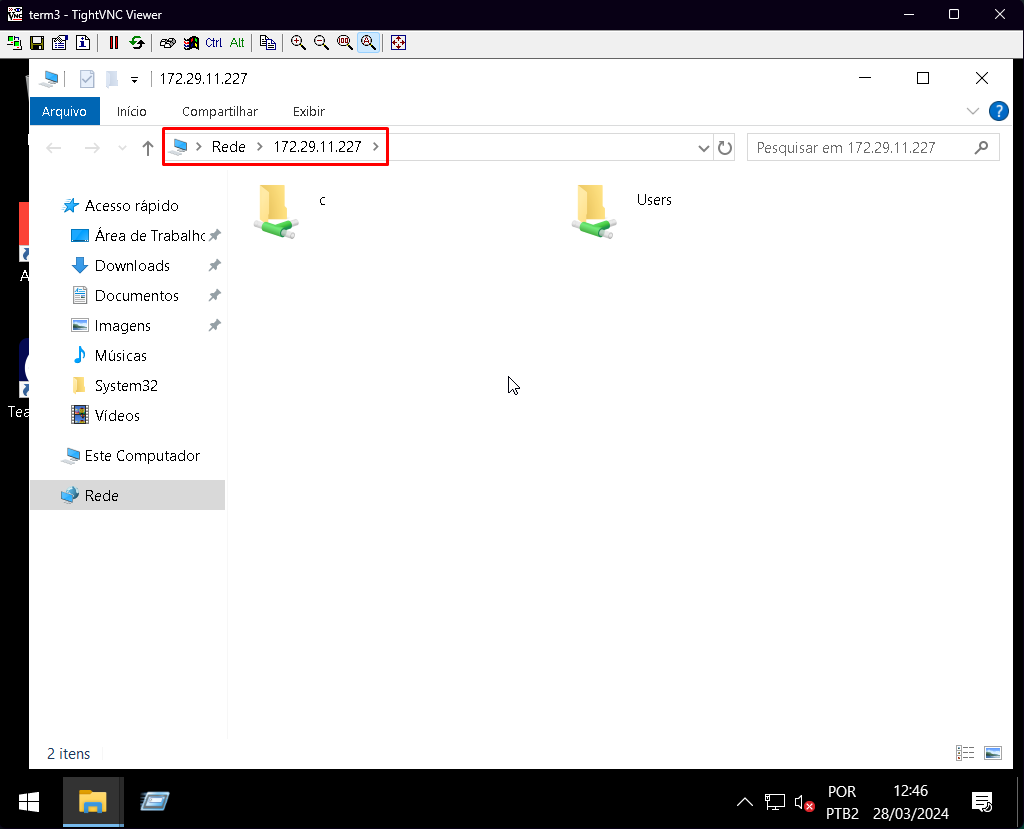 term3 - TightVNC Viewer
Ctrl Alt
172.29.11.227
Arquivo Início Compartilhar Exibir
Rede 172.29.11.227
Pesquisar em 172.29.11.227
Acesso rápido
Área de Trabalho
Downloads
Documentos
Imagens
Músicas
System32
Vídeos
Este Computador
Rede
c
Users
A
Tea
2 itens
POR
PTB2
12:46
28/03/2024